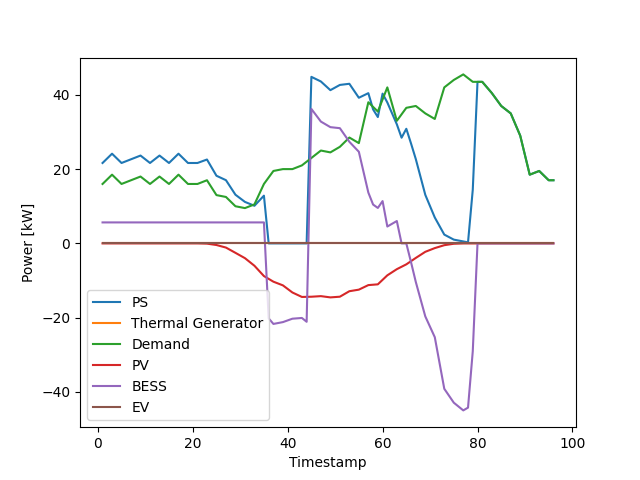 40
20
0
−20
−40
Power [kW]
PS
Thermal Generator
Demand
PV
BESS
EV
0 20 40 60 80 100
Timestamp